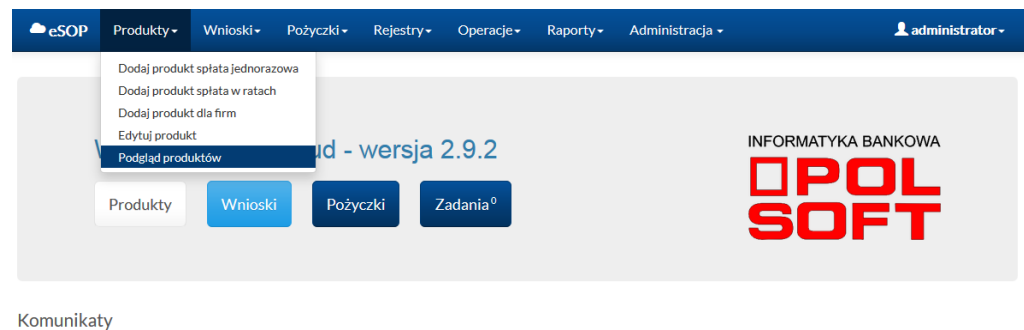 eSOP Produkty Wnioski Pożyczki Rejestry Operacje Raporty Administracja administrator
Dodaj produkt spłata jednorazowa
Dodaj produkt spłata w ratach
Dodaj produkt dla firm
Edytuj produkt
Podgląd produktów
- wersja 2.9.2
Produkty Wnioski Pożyczki Zadania 0
INFORMATYKA BANKOWA
POL
SOFT
Komunikaty